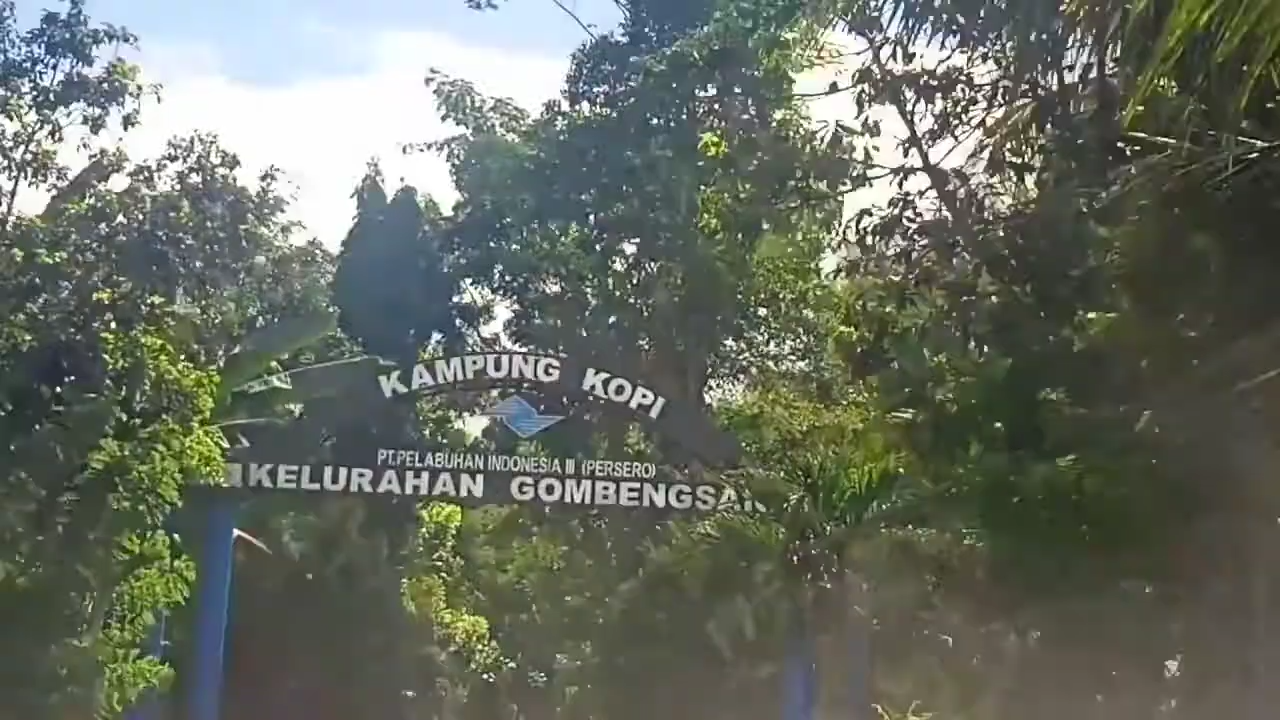 KAMPUNG KOPI
PT.PELABUHAN INDONESIA III (PERSERO)
KELURAHAN